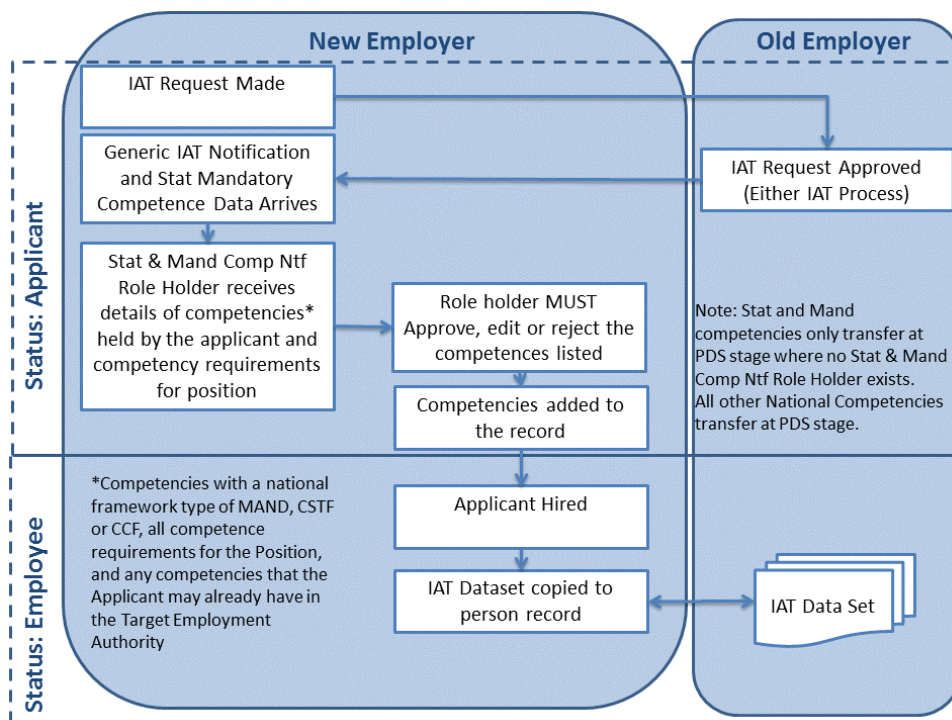 New Employer
Old Employer
Status: Applicant
IAT Request Made
Generic IAT Notification
and Stat Mandatory
Competence Data Arrives
IAT Request Approved
(Either IAT Process)
Stat & Mand Comp Ntf
Role Holder receives
details of competencies*
held by the applicant and
competency requirements
for position
Role holder MUST
Approve, edit or reject the
competences listed
Competencies added to
the record
Note: Stat and Mand
competencies only transfer at
PDS stage where no Stat & Mand
Comp Ntf Role Holder exists.
All other National Competencies
transfer at PDS stage.
Status: Employee
*Competencies with a national
framework type of MAND, CSTF
or CCF, all competence
requirements for the Position,
and any competencies that the
Applicant may already have in
the Target Employment
Authority
Applicant Hired
IAT Dataset copied to
person record
IAT Data Set